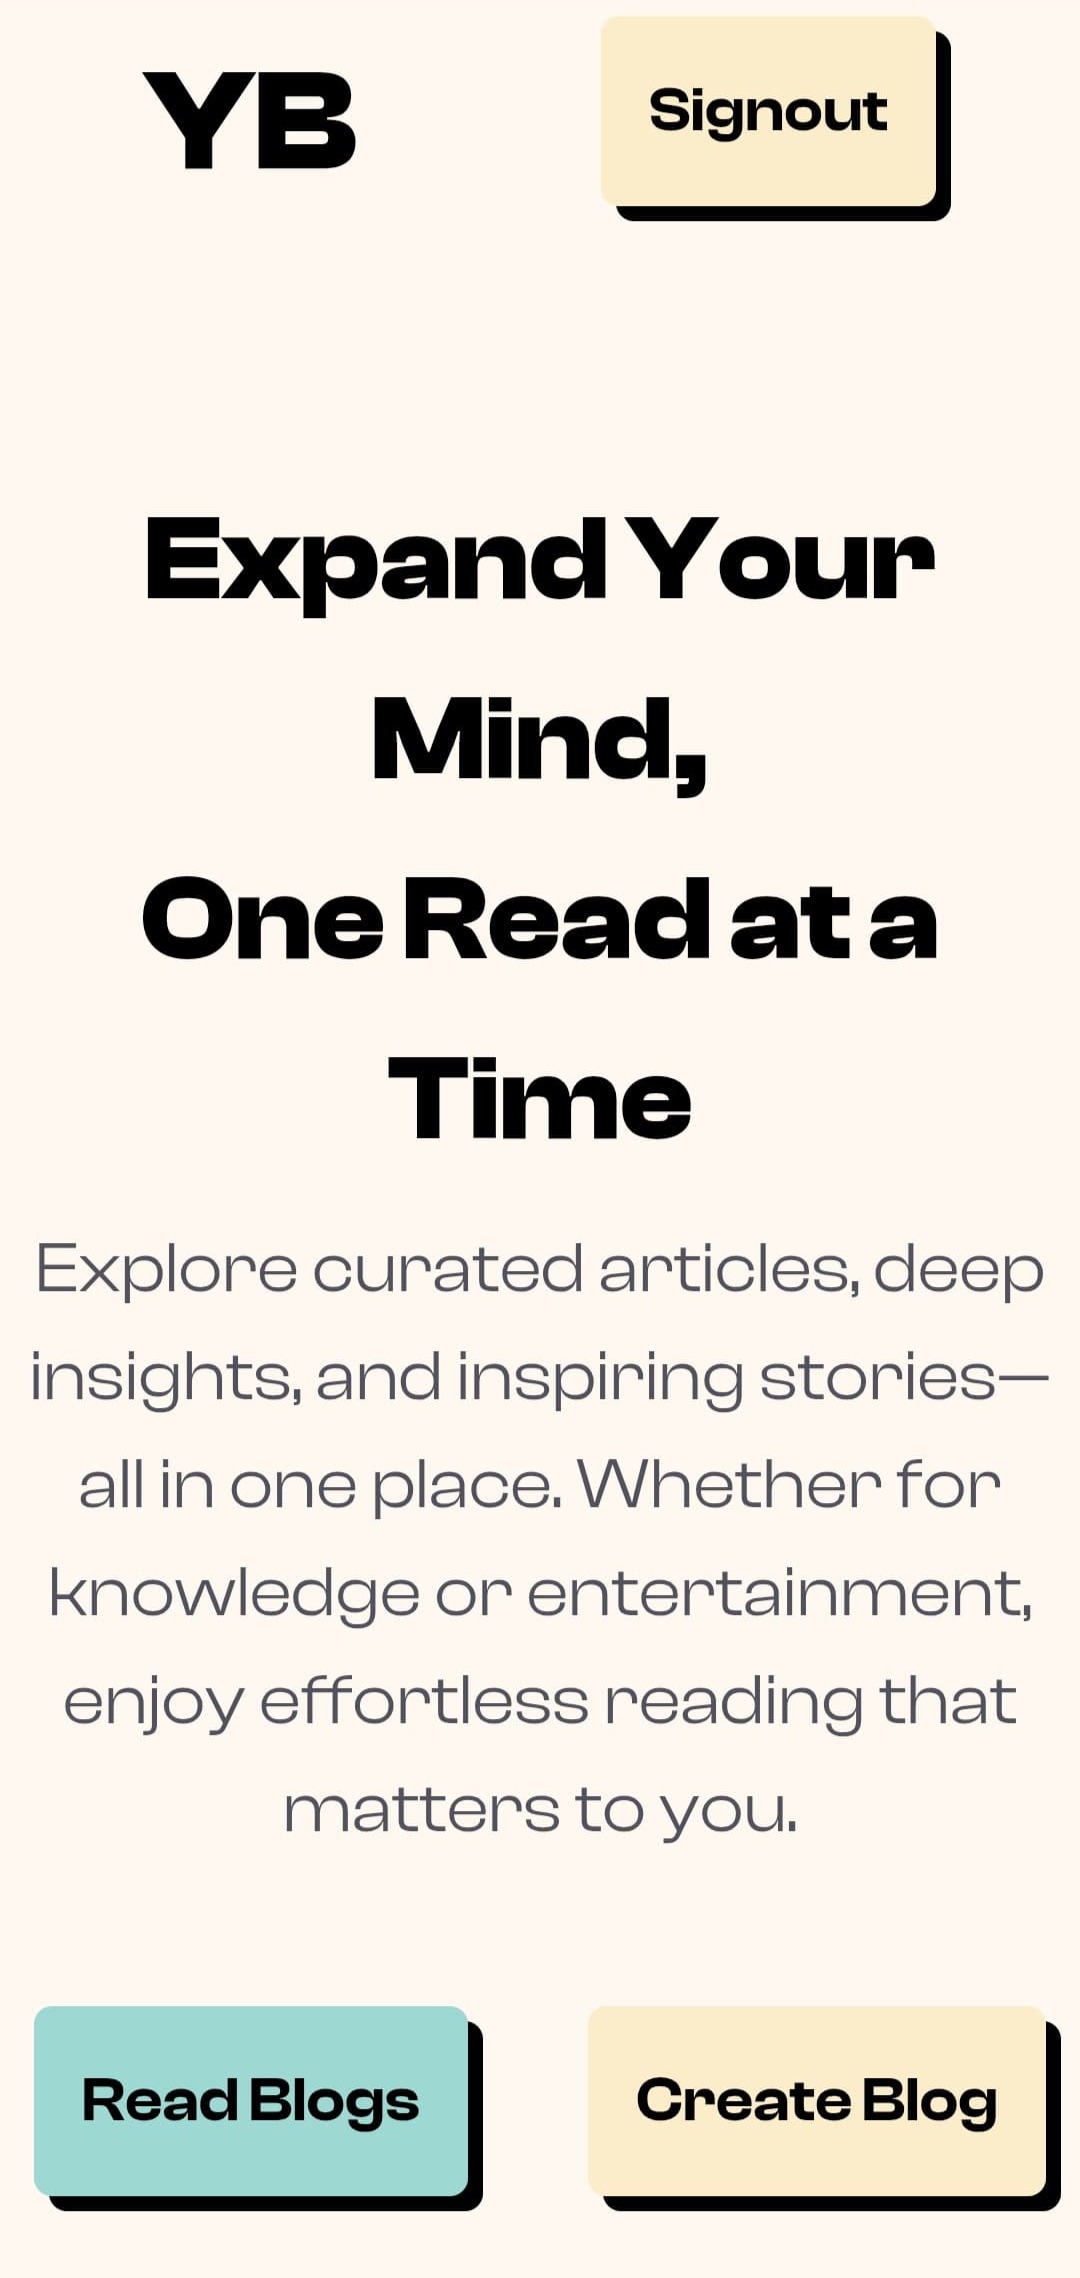 YB
Signout
Expand Your
Mind,
One Read at a
Time
Explore curated articles, deep
insights, and inspiring stories—
all in one place. Whether for
knowledge or entertainment,
enjoy effortless reading that
matters to you.
Read Blogs
Create Blog